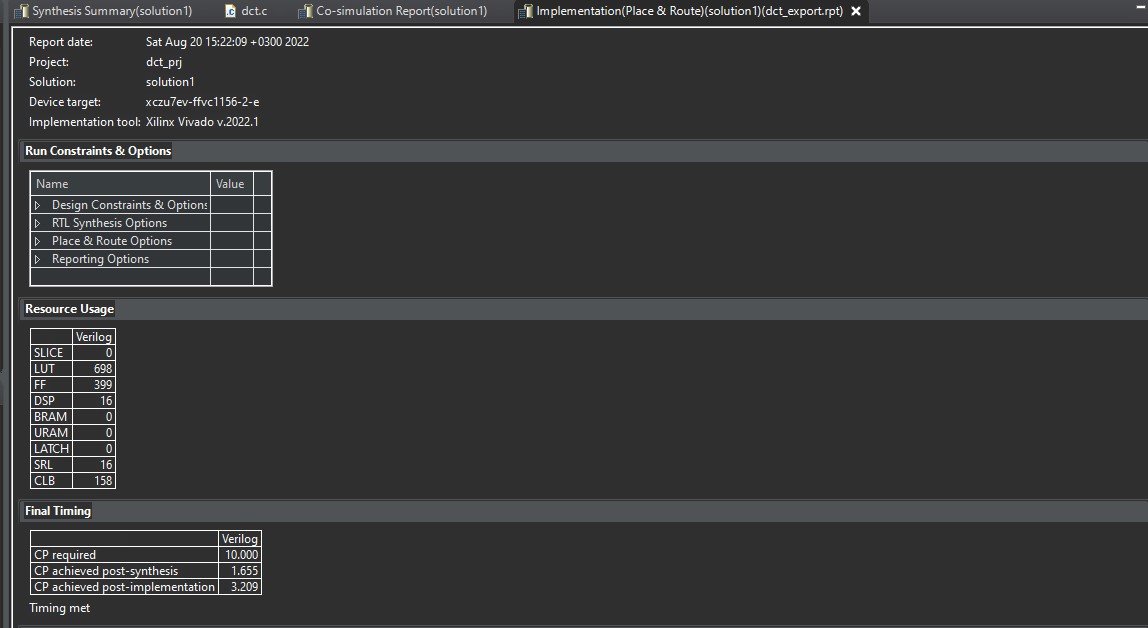 Synthesis Summary(solution1) dct.c Co-simulation Report(solution1) Implementation(Place & Route)(solution1)(dct_export.rpt)
Report date: Sat Aug 20 15:22:09 +0300 2022
Project: dct_prj
Solution: solution1
Device target: xczu7ev-ffvc1156-2-e
Implementation tool: Xilinx Vivado v.2022.1
Run Constraints & Options
Name Value
Design Constraints & Options
RTL Synthesis Options
Place & Route Options
Reporting Options
Resource Usage
Verilog
SLICE 0
LUT 698
FF 399
DSP 16
BRAM 0
URAM 0
LATCH 0
SRL 16
CLB 158
Final Timing
Verilog
CP required 10.000
CP achieved post-synthesis 1.655
CP achieved post-implementation 3.209
Timing met